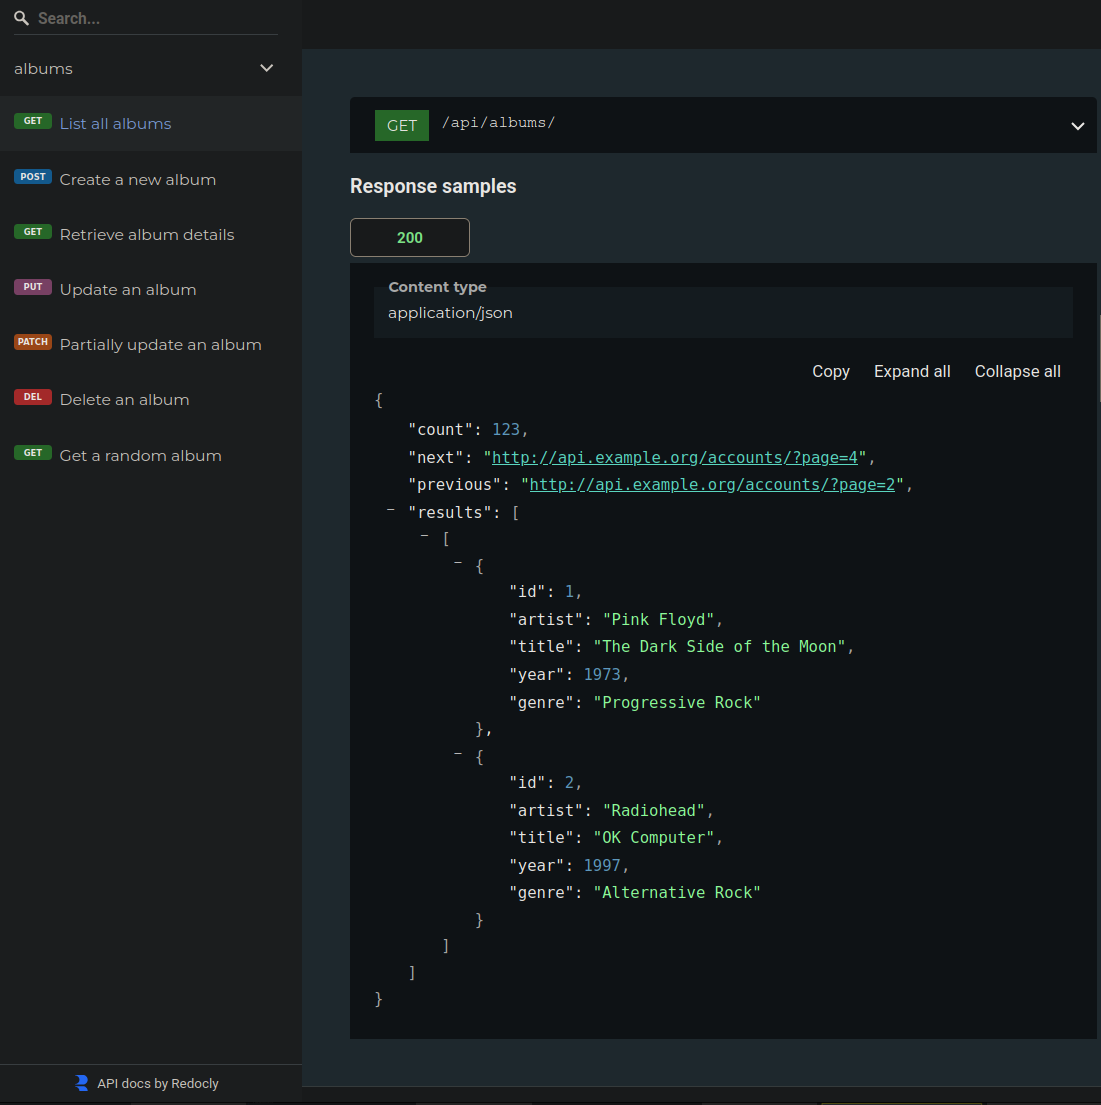 Search...
albums
GET List all albums
POST Create a new album
GET Retrieve album details
PUT Update an album
PATCH Partially update an album
DEL Delete an album
GET Get a random album
API docs by Redocly
GET /api/albums/
Response samples
200
Content type
application/json
Copy Expand all Collapse all
{
"count": 123,
"next": "http://api.example.org/accounts/?page=4",
"previous": "http://api.example.org/accounts/?page=2",
− "results": [
− [
− {
"id": 1,
"artist": "Pink Floyd",
"title": "The Dark Side of the Moon",
"year": 1973,
"genre": "Progressive Rock"
},
− {
"id": 2,
"artist": "Radiohead",
"title": "OK Computer",
"year": 1997,
"genre": "Alternative Rock"
}
]
]
}